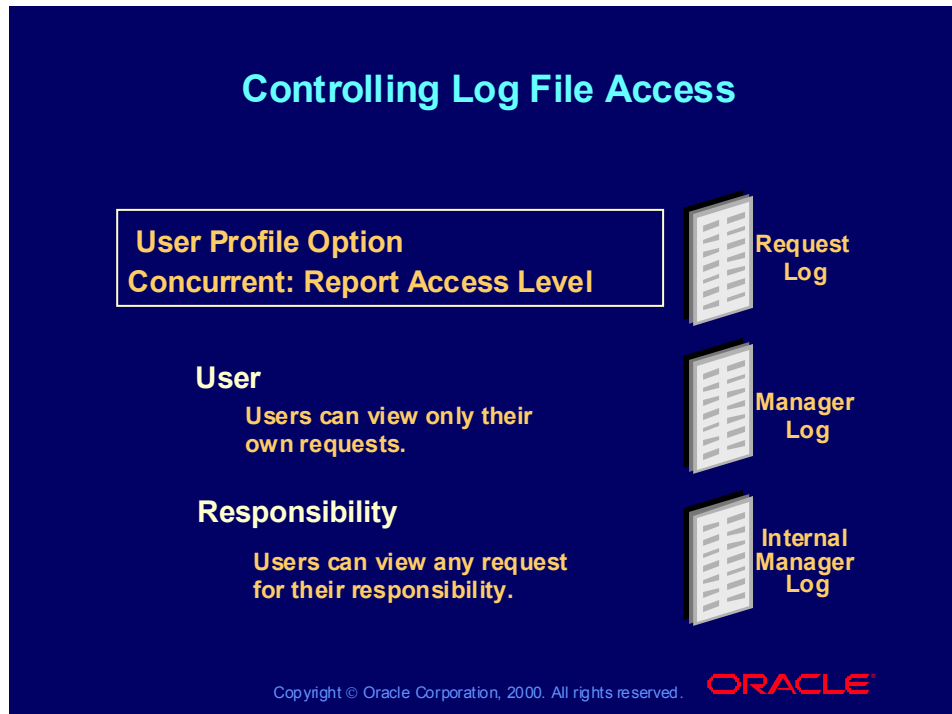 Controlling Log File Access
User Profile Option
Concurrent: Report Access Level
Request
Log
User
Users can view only their
own requests.
Manager
Log
Responsibility
Users can view any request
for their responsibility.
Internal
Manager
Log
Copyright © Oracle Corporation, 2000. All rights reserved.
ORACLE®